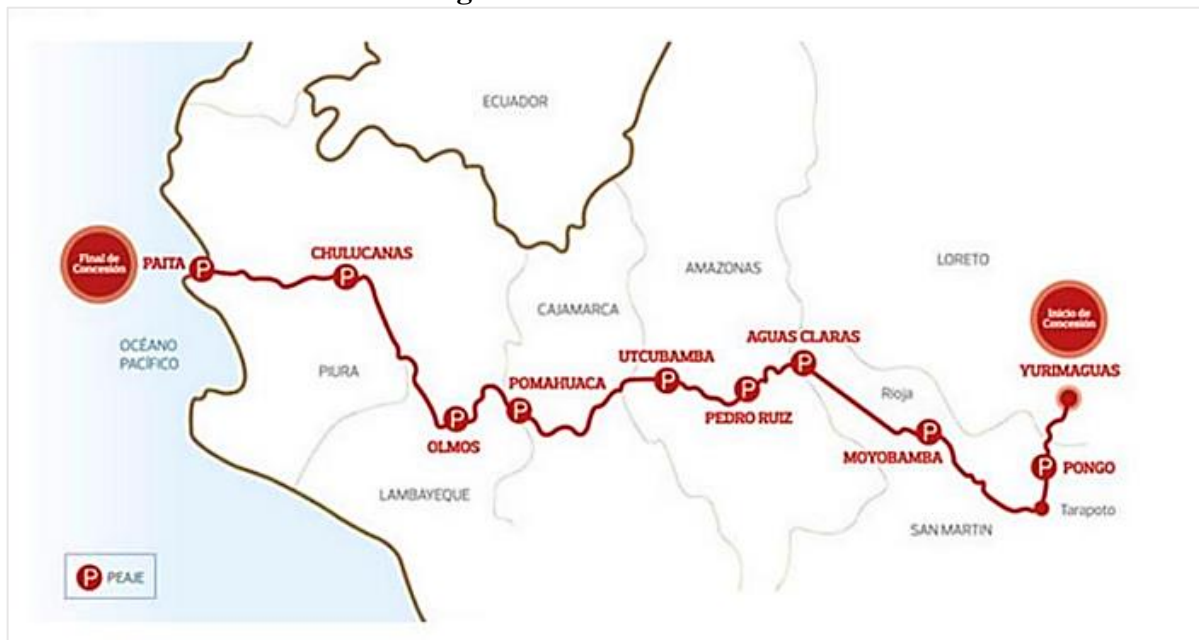 ECUADOR
Final de
Concesión
PAITA
CHULUCANAS
AMAZONAS
LORETO
CAJAMARCA
Inicio de
Concesión
OCÉANO
PACÍFICO
PIURA
UTCUBAMBA
AGUAS CLARAS
YURIMAGUAS
POMAHUACA
PEDRO RUIZ
Rioja
OLMOS
MOYOBAMBA
PONGO
LAMBAYEQUE
SAN MARTIN
Tarapoto
P PEAJE
P
P
P
P
P
P
P
P
P